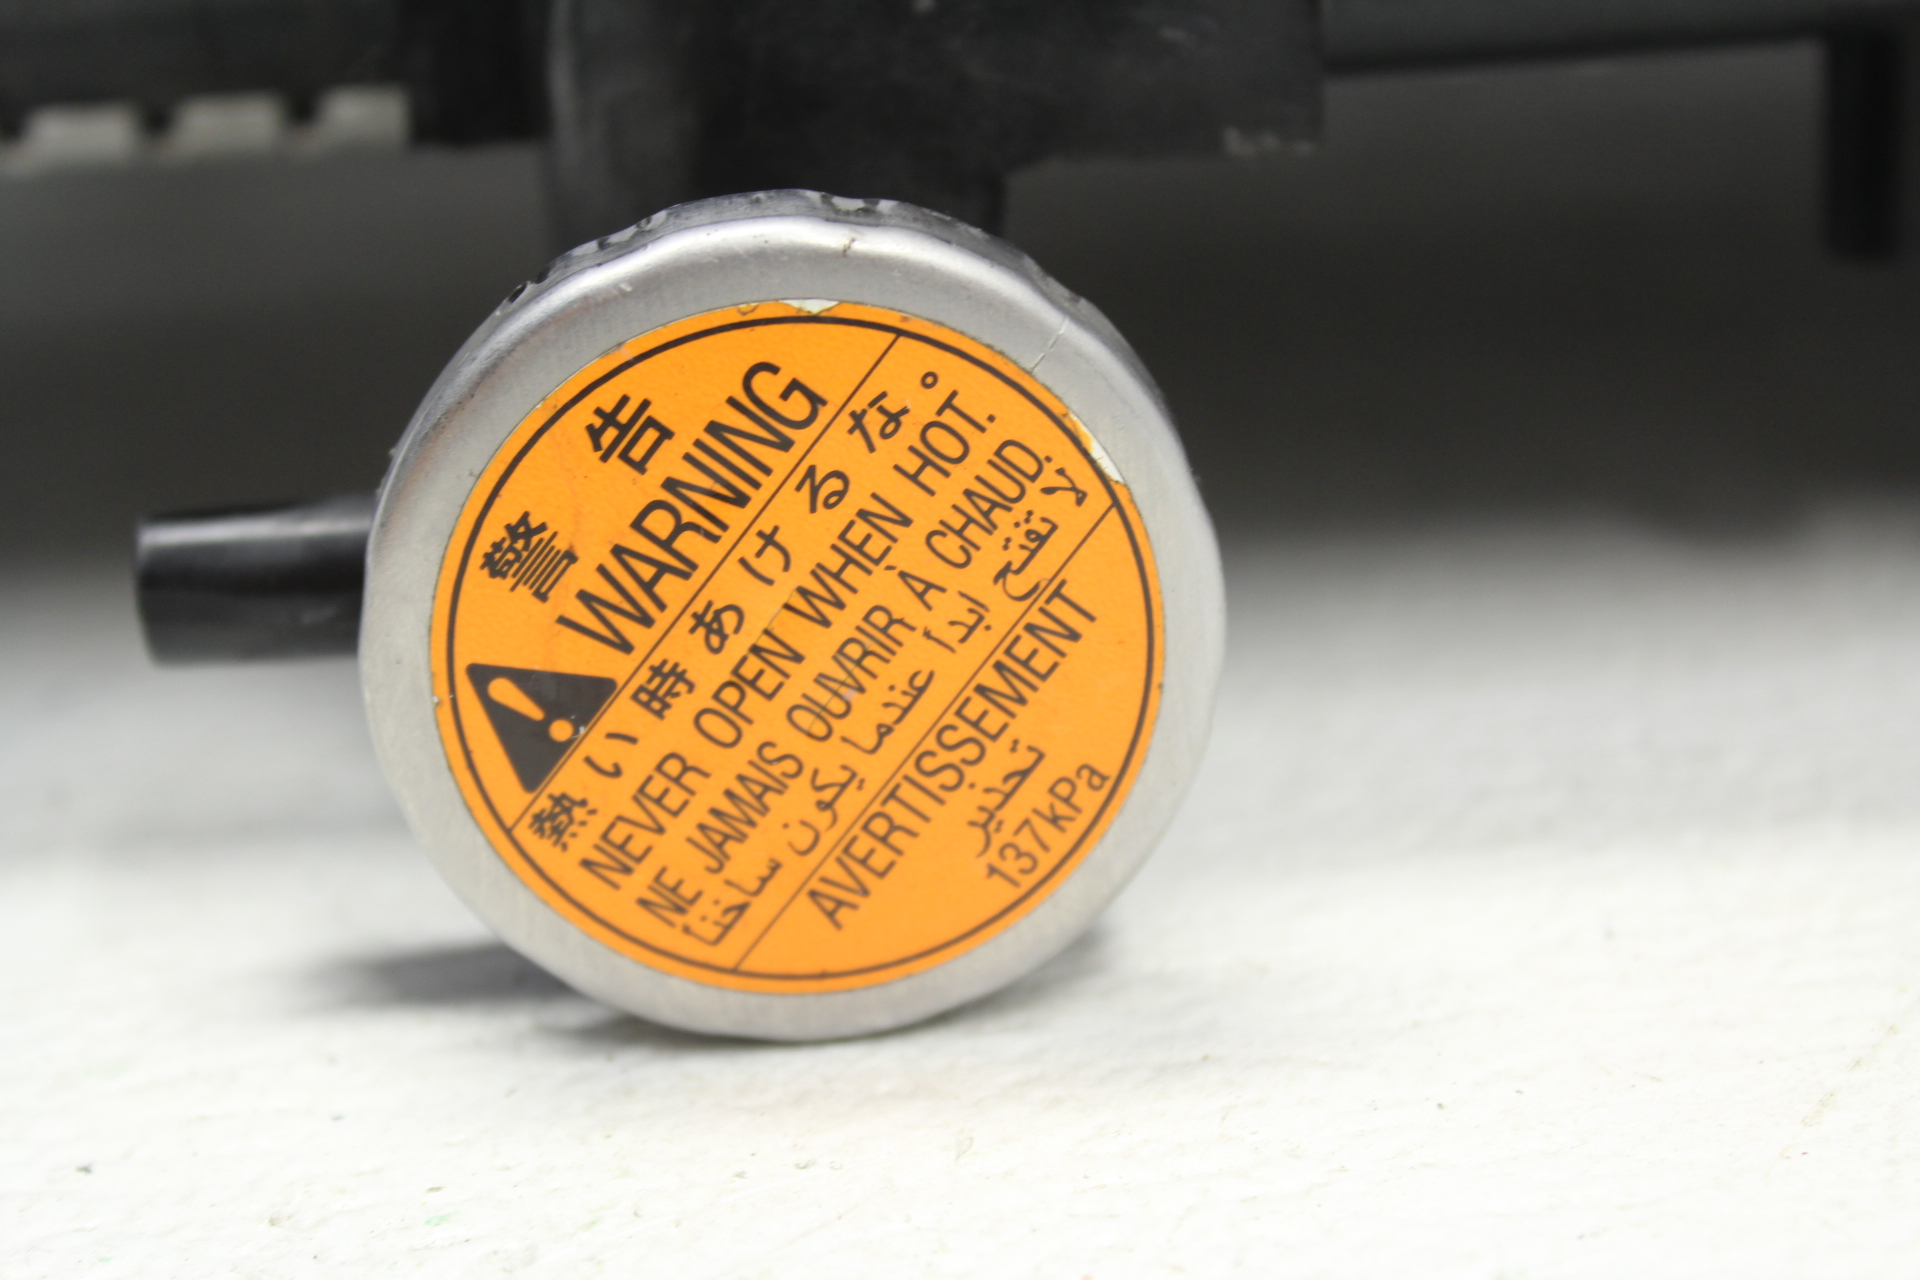 警告
WARNING
熱い時あけるな。
NEVER OPEN WHEN HOT.
NE JAMAIS OUVRIR À CHAUD.
لا تفتح ابداً عندما يكون ساخناً
AVERTISSEMENT
تحذير
137kPa